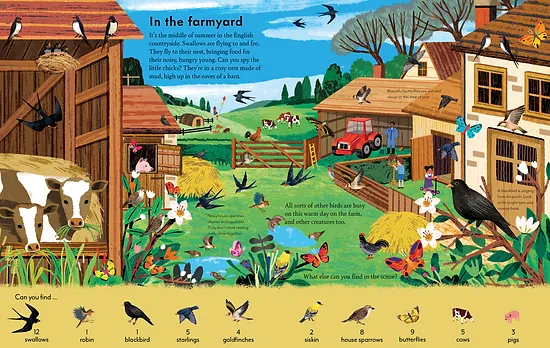 In the farmyard
It's the middle of summer in the English
countryside. Swallows are flying to and fro.
They fly to their nest, bringing food for
their noisy, hungry young. Can you spy the
little chicks? They're in a cosy nest made of
mud, high up in the eaves of a barn.
All sorts of other birds are busy
on this warm day on the farm,
and other creatures too.
What else can you find in the scene?
Can you find ...
12
swallows
1
robin
1
blackbird
5
starlings
4
goldfinches
2
siskin
8
house sparrows
9
butterflies
5
cows
3
pigs